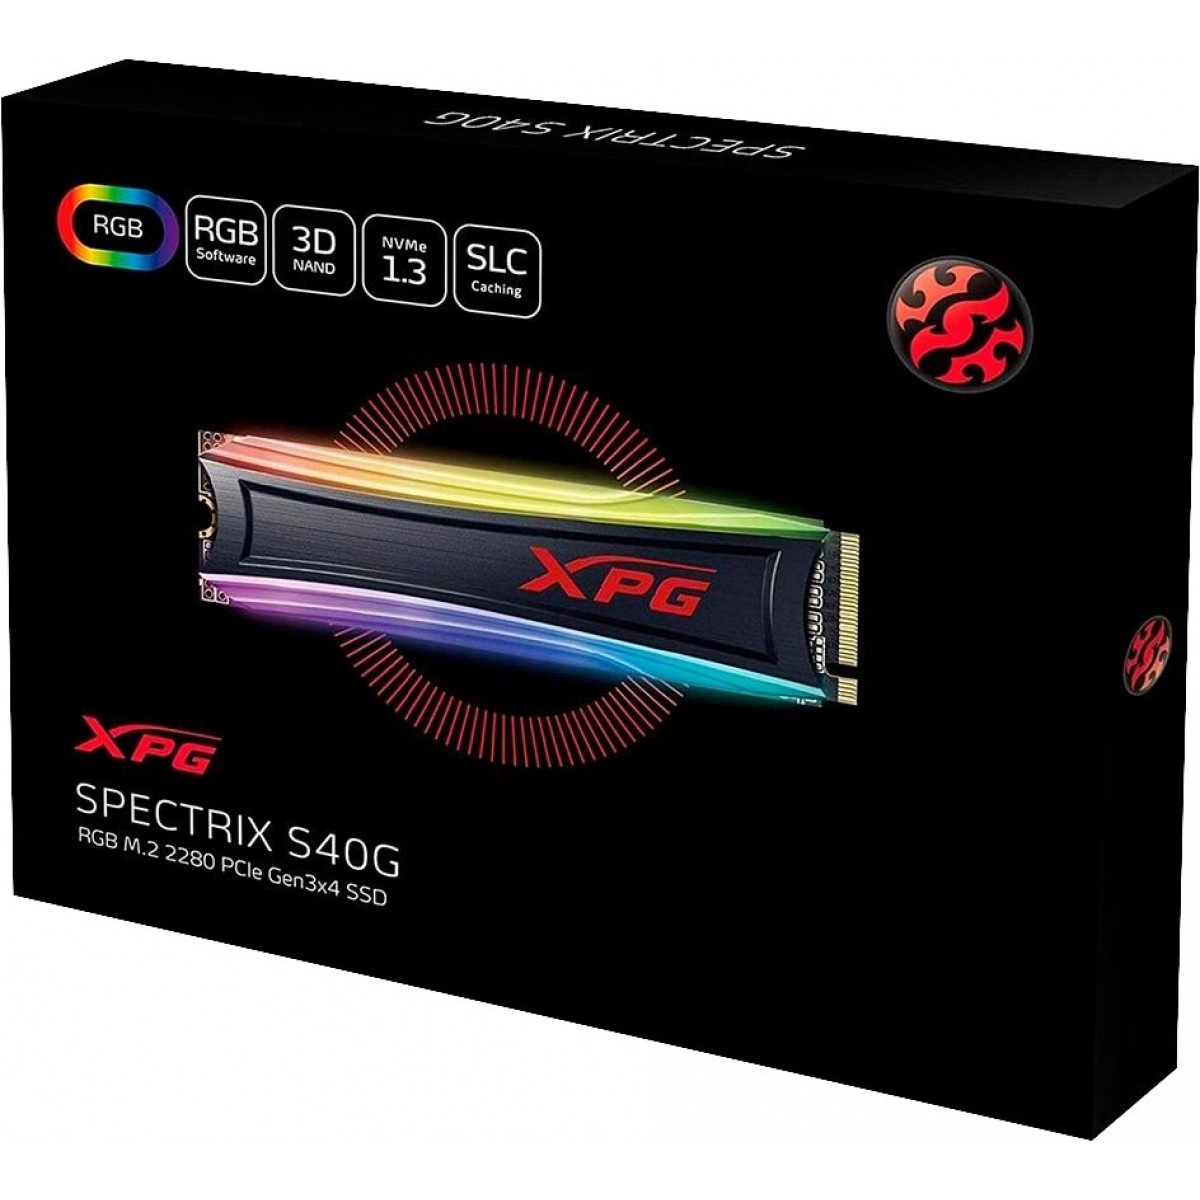 SPECTRIX S40G
RGB
RGB
Software
3D
NAND
NVMe
1.3
SLC
Caching
XPG
XPG
SPECTRIX S40G
RGB M.2 2280 PCIe Gen3x4 SSD